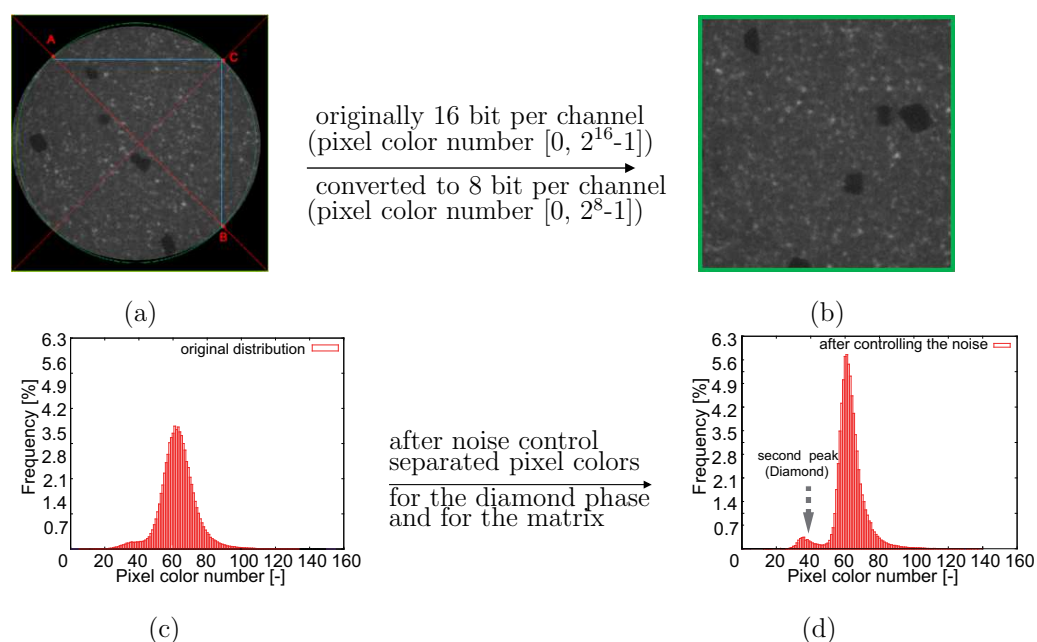 A
C
B
originally 16 bit per channel
(pixel color number [0, 2^16-1])
converted to 8 bit per channel
(pixel color number [0, 2^8-1])
(a)
(b)
6.3
5.6
4.9
4.2
3.5
2.8
2.1
1.4
0.7
Frequency [%]
original distribution
0 20 40 60 80 100 120 140 160
Pixel color number [-]
after noise control
separated pixel colors
for the diamond phase
and for the matrix
6.3
5.6
4.9
4.2
3.5
2.8
2.1
1.4
0.7
Frequency [%]
after controlling the noise
second peak
(Diamond)
0 20 40 60 80 100 120 140 160
Pixel color number [-]
(c)
(d)